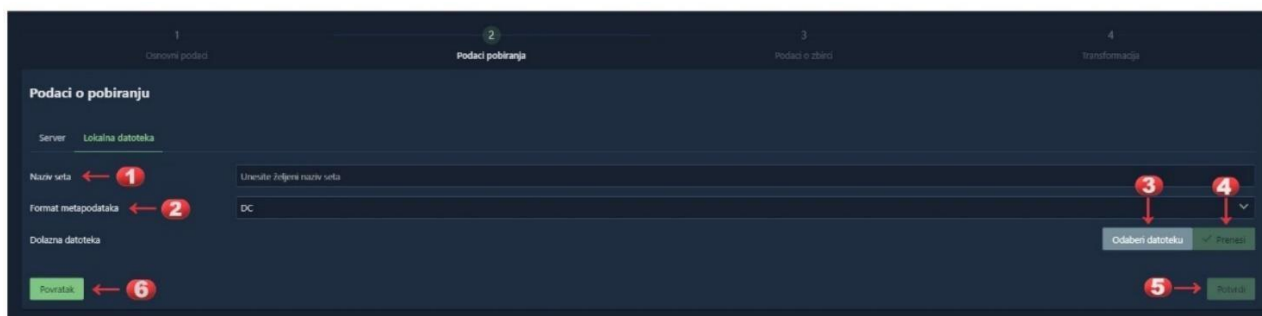 1 2 3 4
Osnovni podaci Podaci pobiranja Podaci o zbirci Transformacija
Podaci o pobiranju
Server Lokalna datoteka
Naziv seta 1 Unesite željeni naziv seta
3 4
Format metapodataka 2 DC
Dolazna datoteka Odaberi datoteku Prenesi
Povratak 6 5 Potvrdi